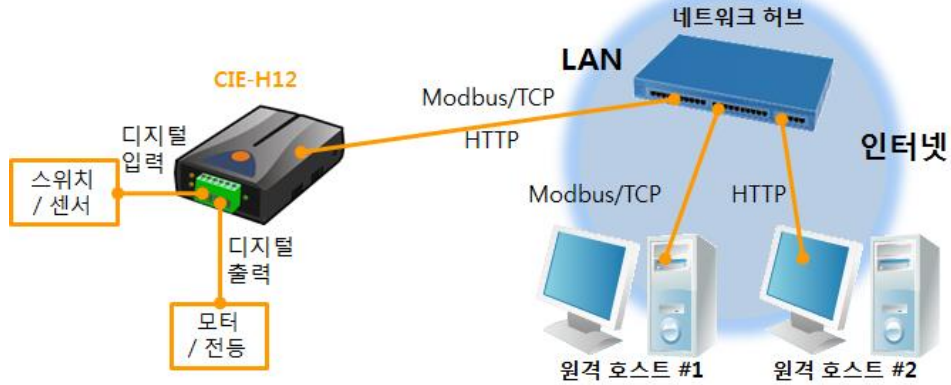 네트워크 허브
LAN
CIE-H12
Modbus/TCP
HTTP
디지털
입력
인터넷
스위치
/ 센서
Modbus/TCP
HTTP
디지털
출력
모터
/ 전등
원격 호스트 #1
원격 호스트 #2